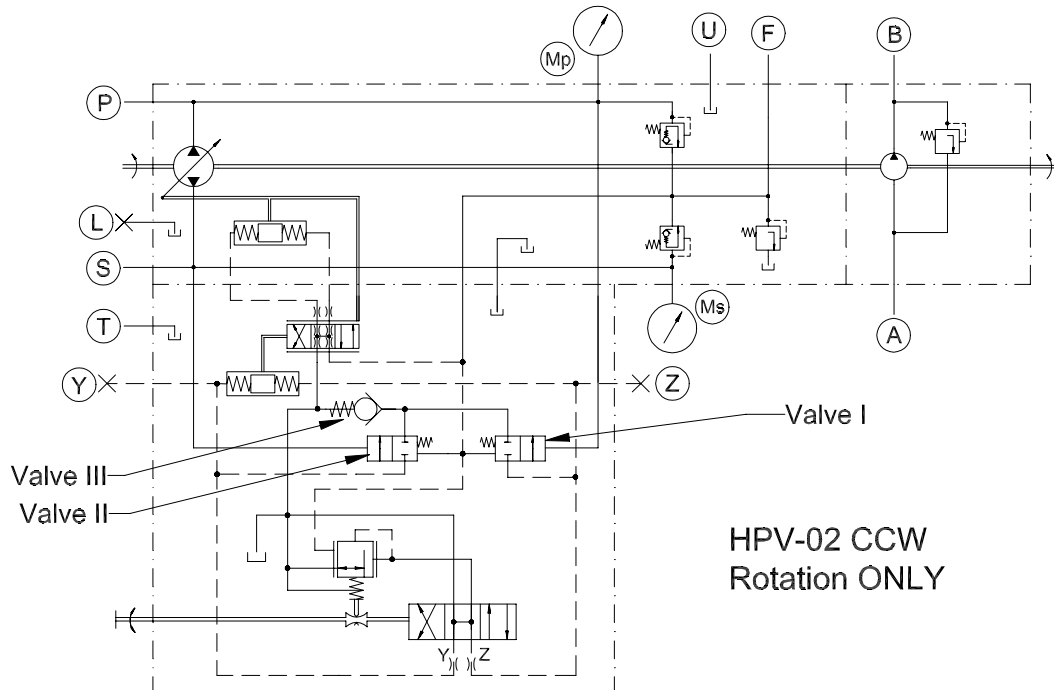 Mp
U
F
B
P
L
S
Ms
T
A
Y
Z
Valve I
Valve III
Valve II
HPV-02 CCW
Rotation ONLY
Y Z